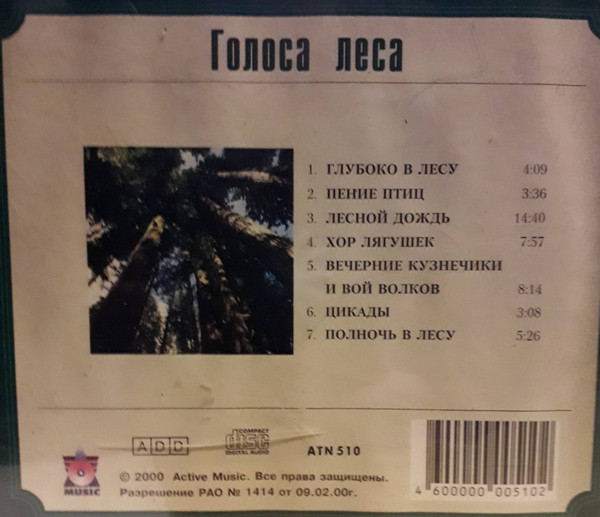 Голоса леса
1. ГЛУБОКО В ЛЕСУ 4:09
2. ПЕНИЕ ПТИЦ 3:36
3. ЛЕСНОЙ ДОЖДЬ 14:40
4. ХОР ЛЯГУШЕК 7:57
5. ВЕЧЕРНИЕ КУЗНЕЧИКИ
И ВОЙ ВОЛКОВ 8:14
6. ЦИКАДЫ 3:08
7. ПОЛНОЧЬ В ЛЕСУ 5:26
ADD
COMPACT
disc
DIGITAL AUDIO
ATN 510
MUSIC
© 2000 Active Music. Все права защищены.
Разрешение РАО № 1414 от 09.02.00г.
4 600000 005102